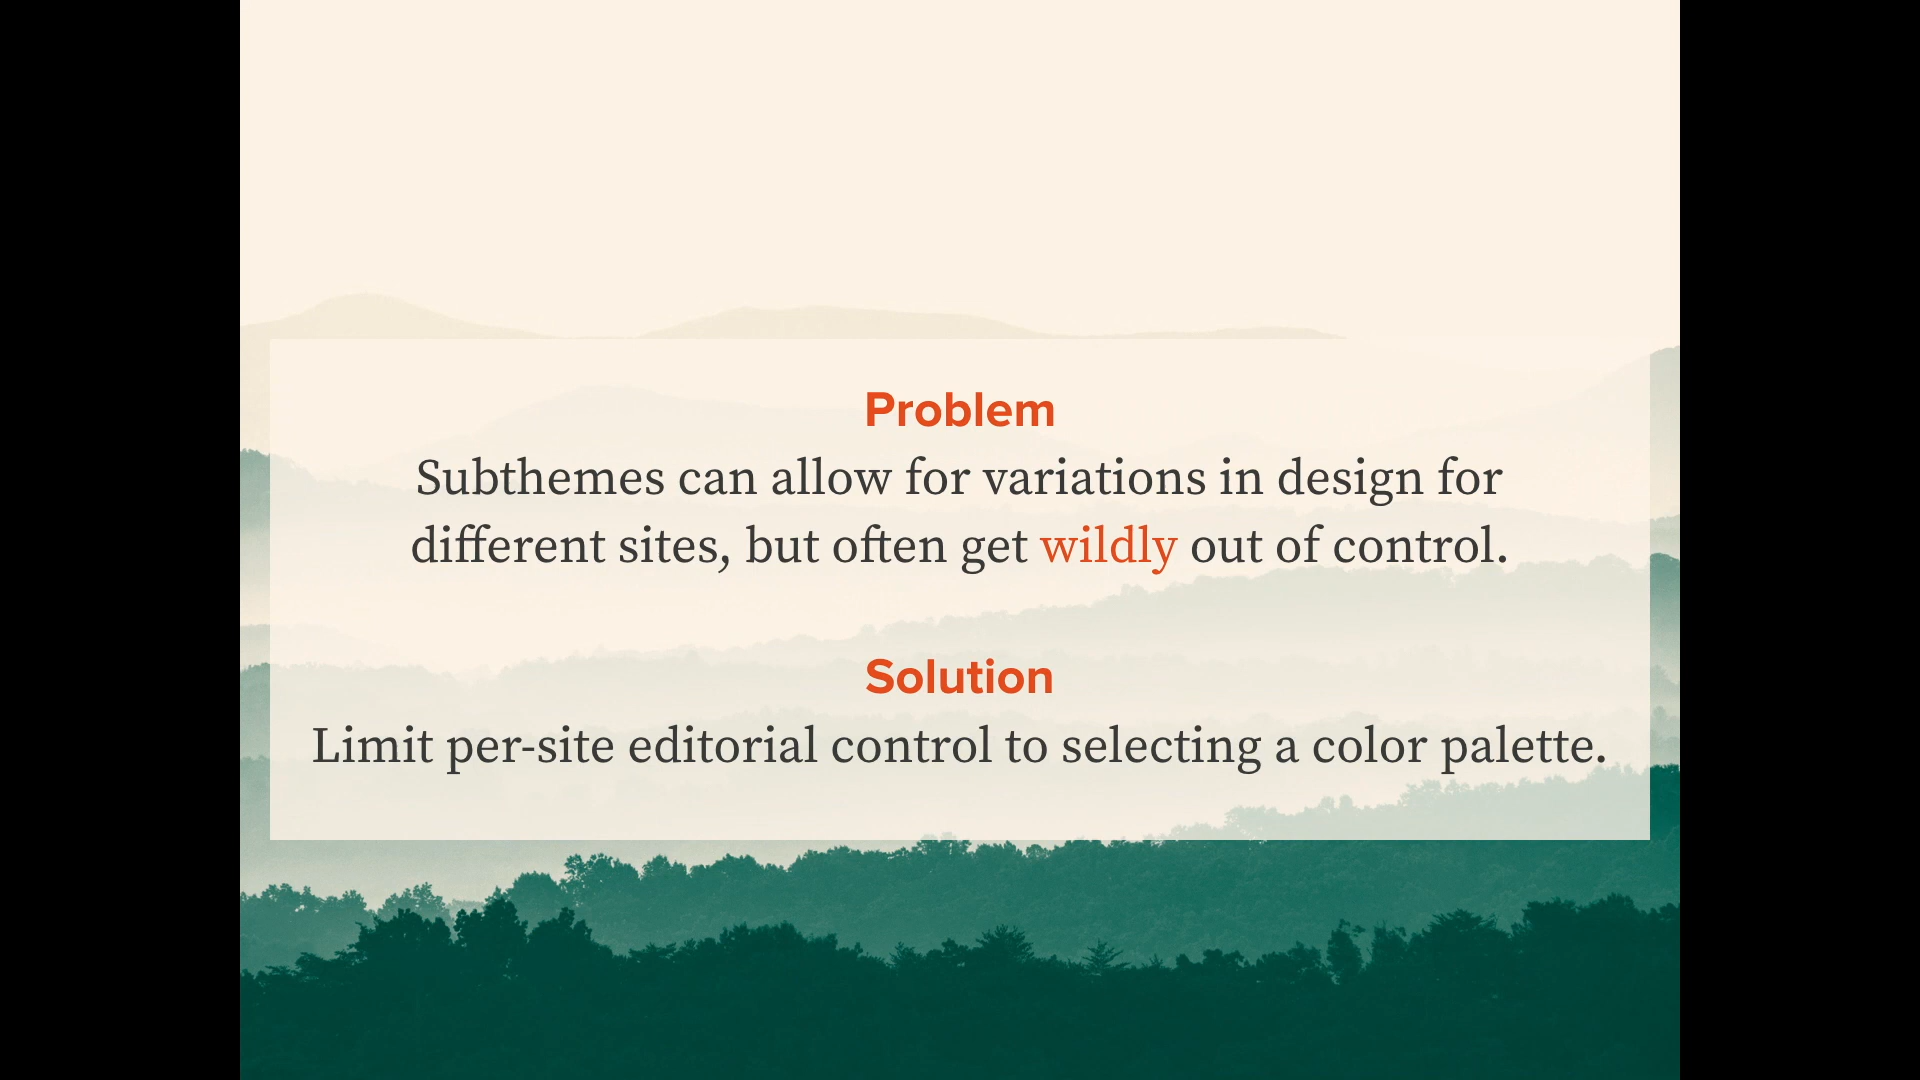 Problem
Subthemes can allow for variations in design for
different sites, but often get wildly out of control.
Solution
Limit per-site editorial control to selecting a color palette.